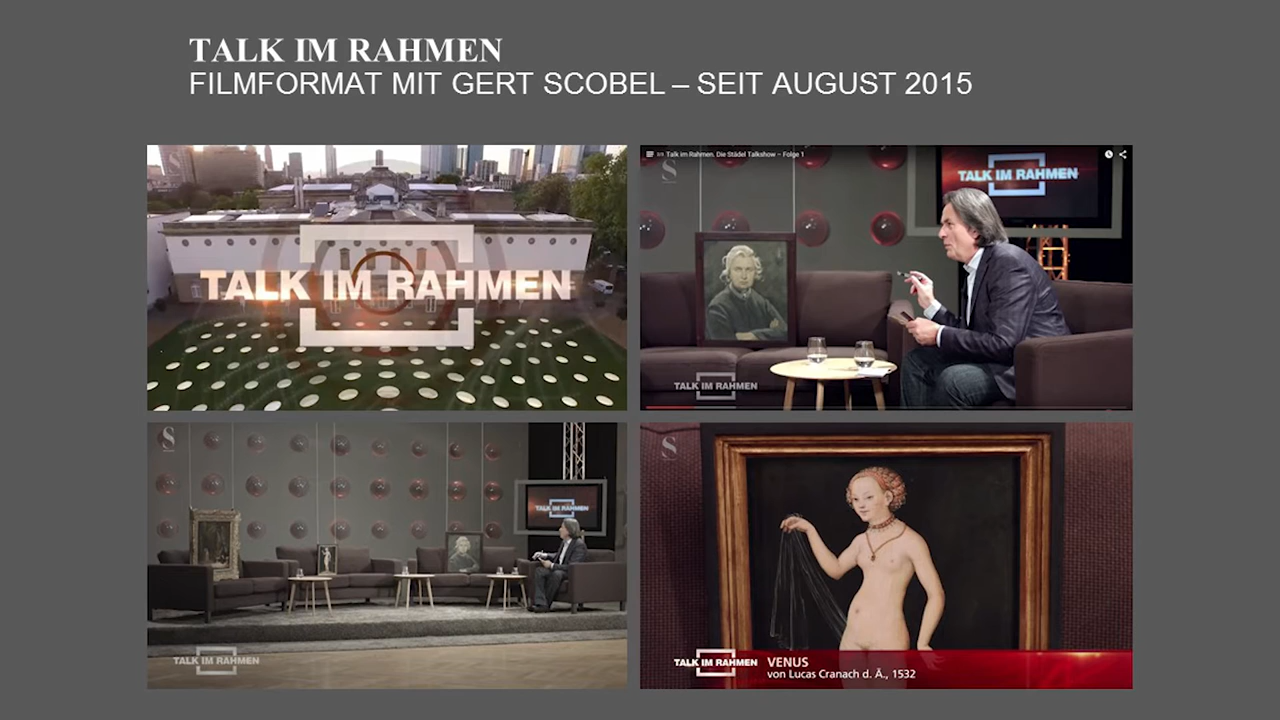 TALK IM RAHMEN
FILMFORMAT MIT GERT SCOBEL – SEIT AUGUST 2015
TALK IM RAHMEN
Talk im Rahmen. Die Städel Talkshow – Folge 1
TALK IM RAHMEN
TALK IM RAHMEN
TALK IM RAHMEN
TALK IM RAHMEN
TALK IM RAHMEN
VENUS
von Lucas Cranach d. Ä., 1532